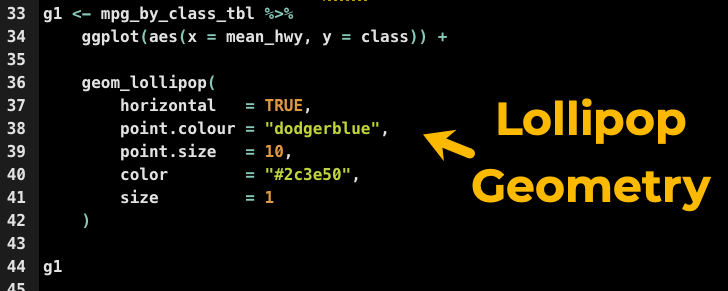 33 g1 <- mpg_by_class_tbl %>%
34     ggplot(aes(x = mean_hwy, y = class)) +
35
36     geom_lollipop(
37         horizontal   = TRUE,
38         point.colour = "dodgerblue",
39         point.size   = 10,
40         color        = "#2c3e50",
41         size         = 1
42     )
43
44 g1
45
Lollipop
Geometry